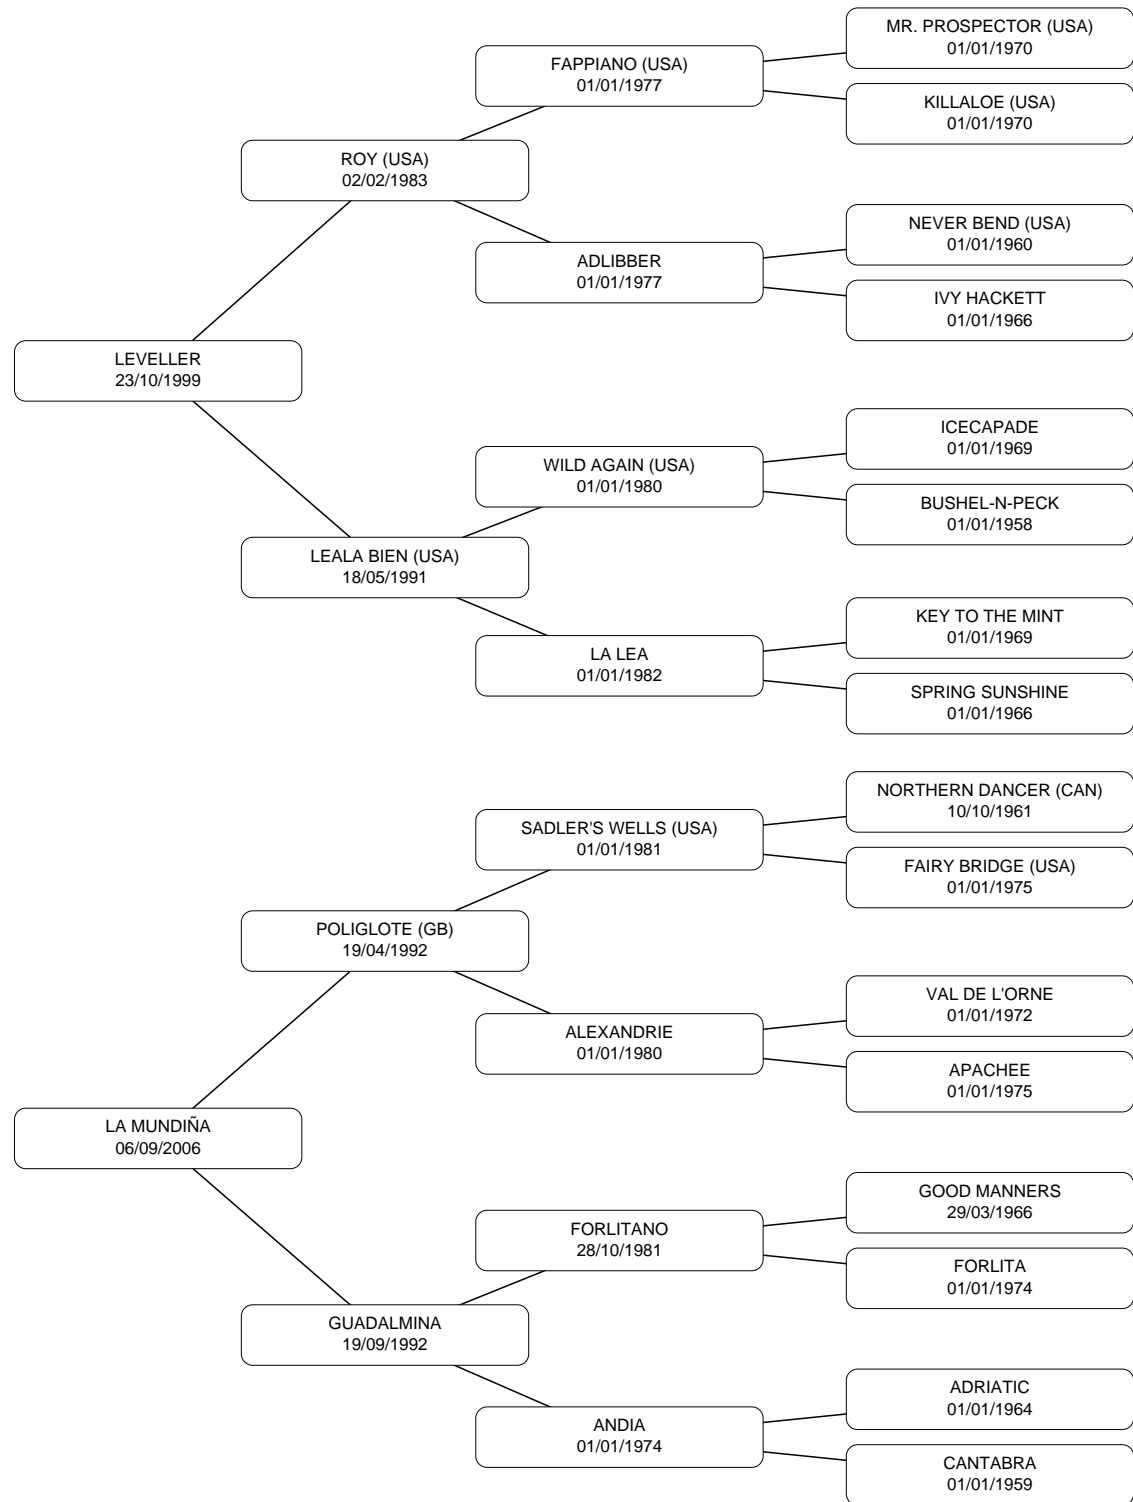 MR. PROSPECTOR (USA)
01/01/1970
FAPPIANO (USA)
01/01/1977
KILLALOE (USA)
01/01/1970
ROY (USA)
02/02/1983
NEVER BEND (USA)
01/01/1960
ADLIBBER
01/01/1977
IVY HACKETT
01/01/1966
LEVELLER
23/10/1999
ICECAPADE
01/01/1969
WILD AGAIN (USA)
01/01/1980
BUSHEL-N-PECK
01/01/1958
LEALA BIEN (USA)
18/05/1991
KEY TO THE MINT
01/01/1969
LA LEA
01/01/1982
SPRING SUNSHINE
01/01/1966
NORTHERN DANCER (CAN)
10/10/1961
SADLER'S WELLS (USA)
01/01/1981
FAIRY BRIDGE (USA)
01/01/1975
POLIGLOTE (GB)
19/04/1992
VAL DE L'ORNE
01/01/1972
ALEXANDRIE
01/01/1980
APACHEE
01/01/1975
LA MUNDIÑA
06/09/2006
GOOD MANNERS
29/03/1966
FORLITANO
28/10/1981
FORLITA
01/01/1974
GUADALMINA
19/09/1992
ADRIATIC
01/01/1964
ANDIA
01/01/1974
CANTABRA
01/01/1959